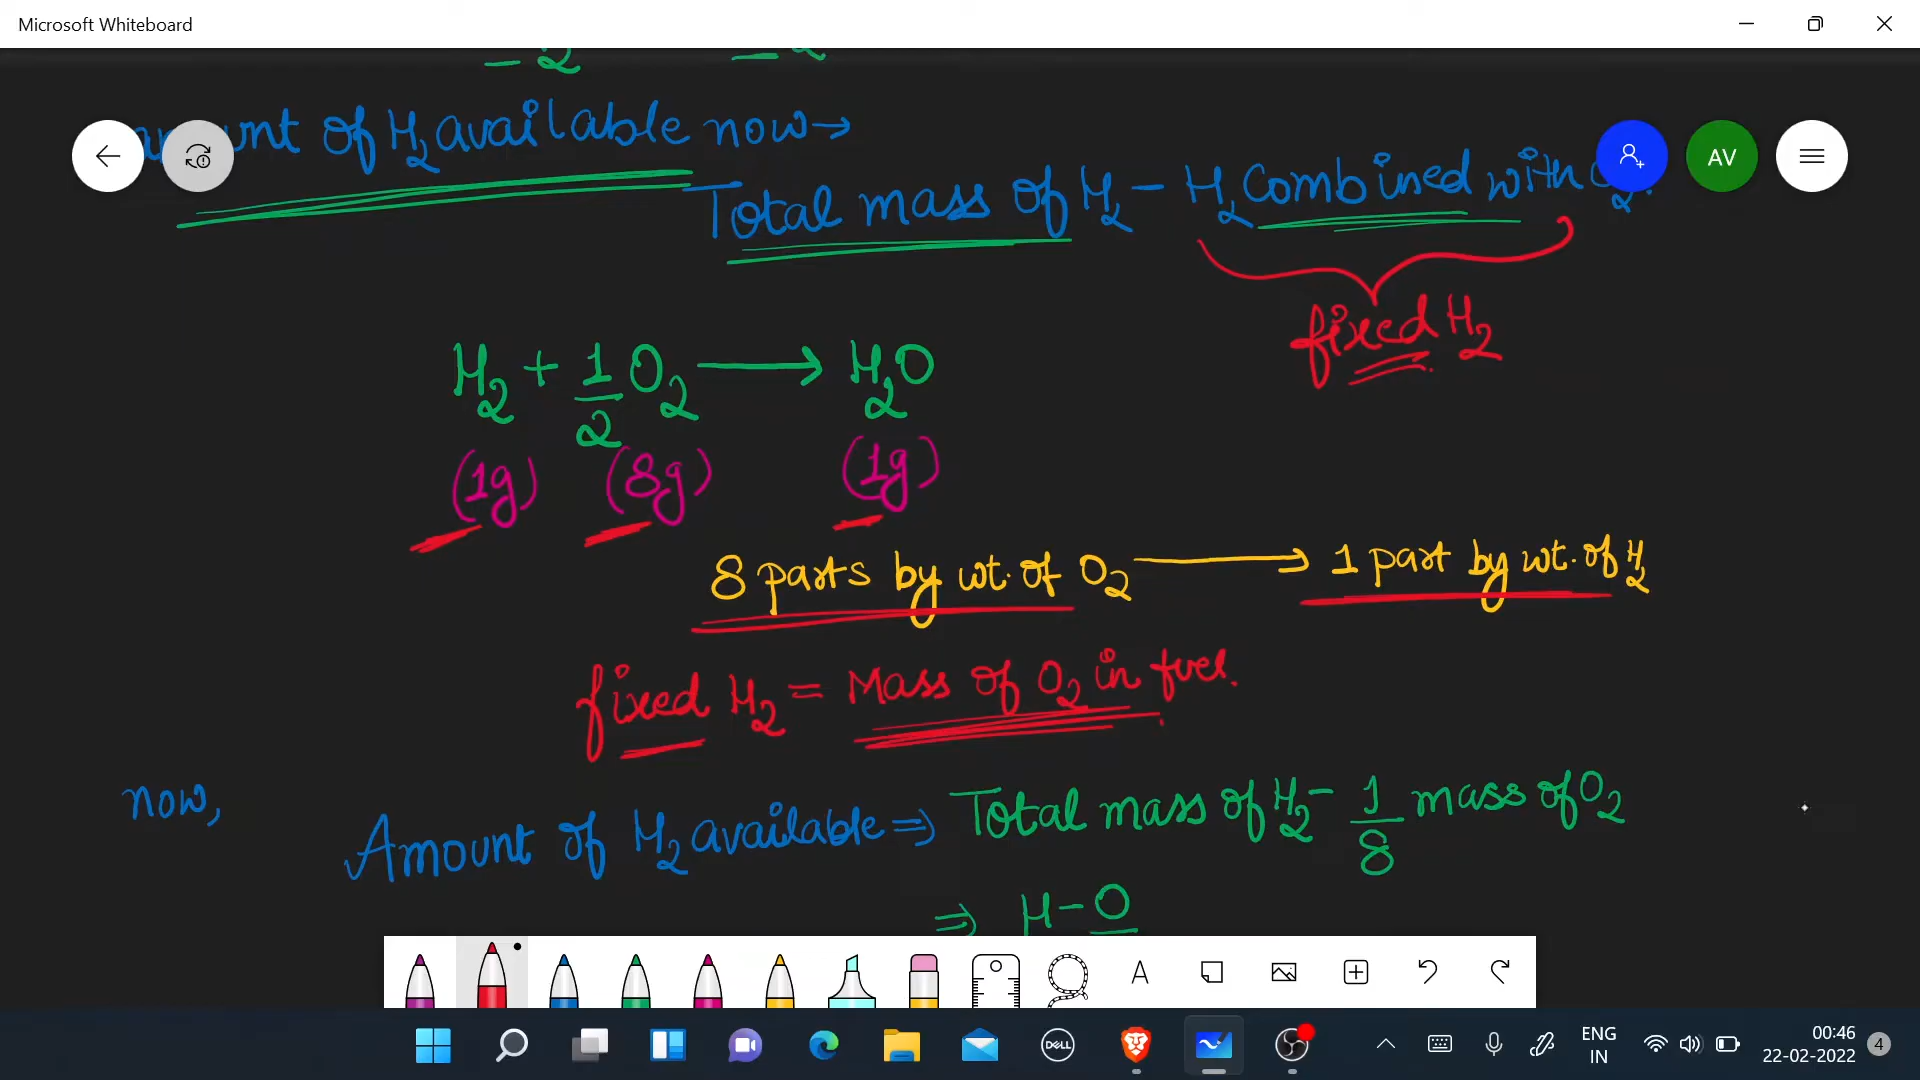 Microsoft Whiteboard
amount of H₂ available now →
Total mass of H₂ - H₂ combined with O₂.
fixed H₂
H₂ + 1/2 O₂ → H₂O
(1g) (8g) (1g)
8 parts by wt. of O₂ → 1 part by wt. of H₂
fixed H₂ = Mass of O₂ in fuel.
now,
Amount of H₂ available ⇒ Total mass of H₂ - 1/8 mass of O₂
⇒ H - O
AV
A
DELL
ENG
IN
00:46
22-02-2022
4